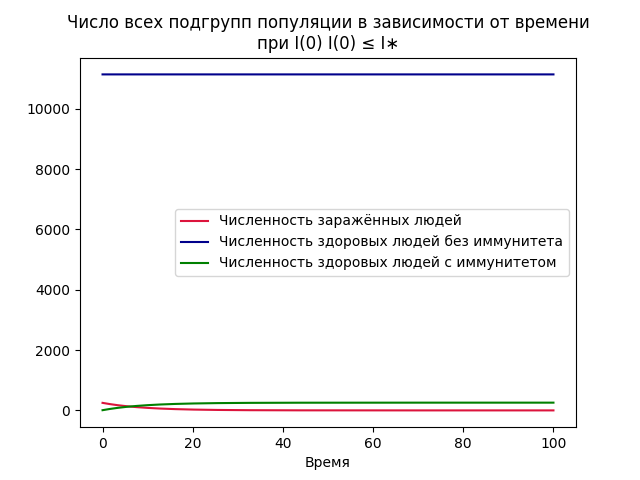 Число всех подгрупп популяции в зависимости от времени
при I(0) I(0) ≤ I∗
10000
8000
6000
4000
2000
0
Численность заражённых людей
Численность здоровых людей без иммунитета
Численность здоровых людей с иммунитетом
0 20 40 60 80 100
Время